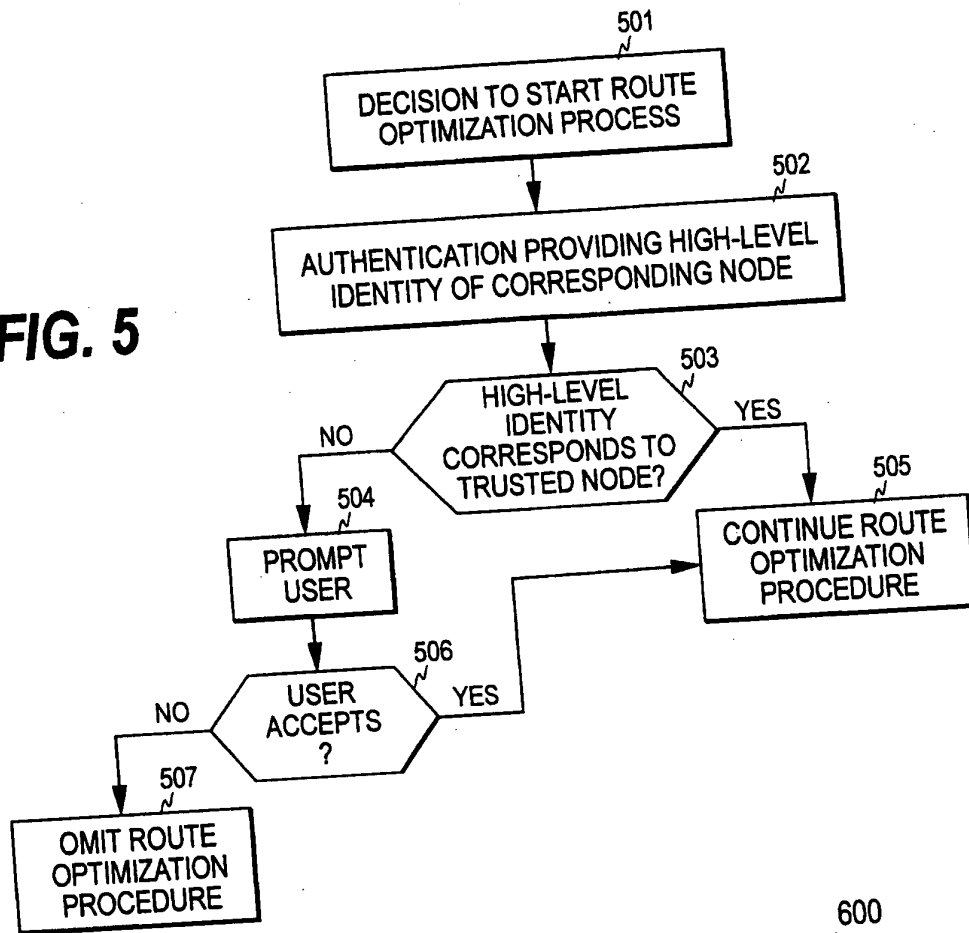 501
DECISION TO START ROUTE
OPTIMIZATION PROCESS
502
AUTHENTICATION PROVIDING HIGH-LEVEL
IDENTITY OF CORRESPONDING NODE
FIG. 5
503
HIGH-LEVEL
IDENTITY
CORRESPONDS TO
TRUSTED NODE?
NO
YES
504
PROMPT
USER
505
CONTINUE ROUTE
OPTIMIZATION
PROCEDURE
506
USER
ACCEPTS
?
NO
YES
507
OMIT ROUTE
OPTIMIZATION
PROCEDURE
600